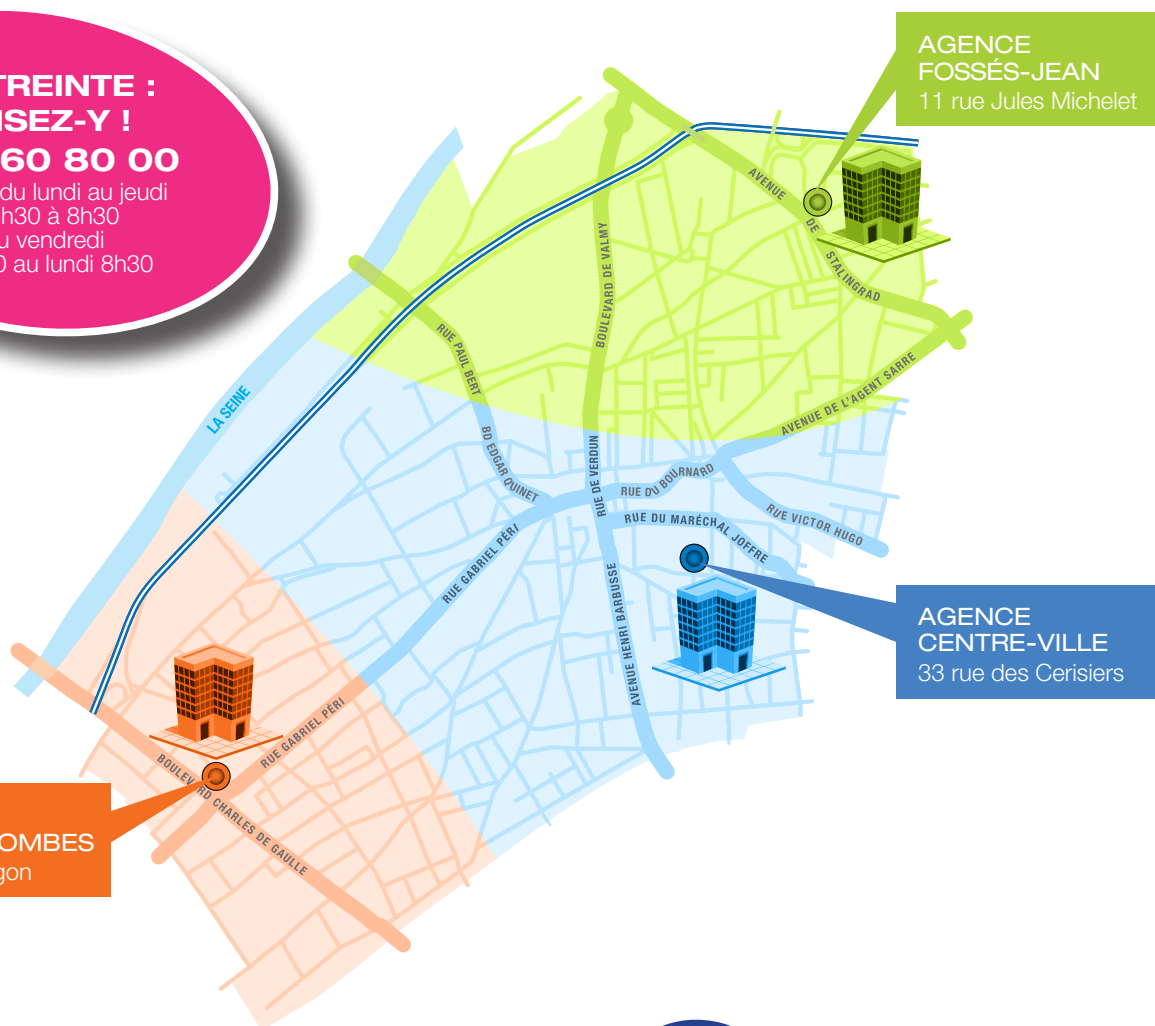 TREINTE :
SEZ-Y !
60 80 00
du lundi au jeudi
h30 à 8h30
u vendredi
0 au lundi 8h30
AGENCE
FOSSÉS-JEAN
11 rue Jules Michelet
AVENUE DE STALINGRAD
BOULEVARD DE VALMY
RUE PAUL BERT
LA SEINE
AVENUE DE L'AGENT SARRE
BD EDGAR QUINET
RUE DE VERDUN
RUE DU BOURNARD
RUE VICTOR HUGO
RUE DU MARÉCHAL JOFFRE
RUE GABRIEL PÉRI
AVENUE HENRI BARBUSSE
AGENCE
CENTRE-VILLE
33 rue des Cerisiers
RUE GABRIEL PÉRI
BOULEVARD CHARLES DE GAULLE
OMBES
gon